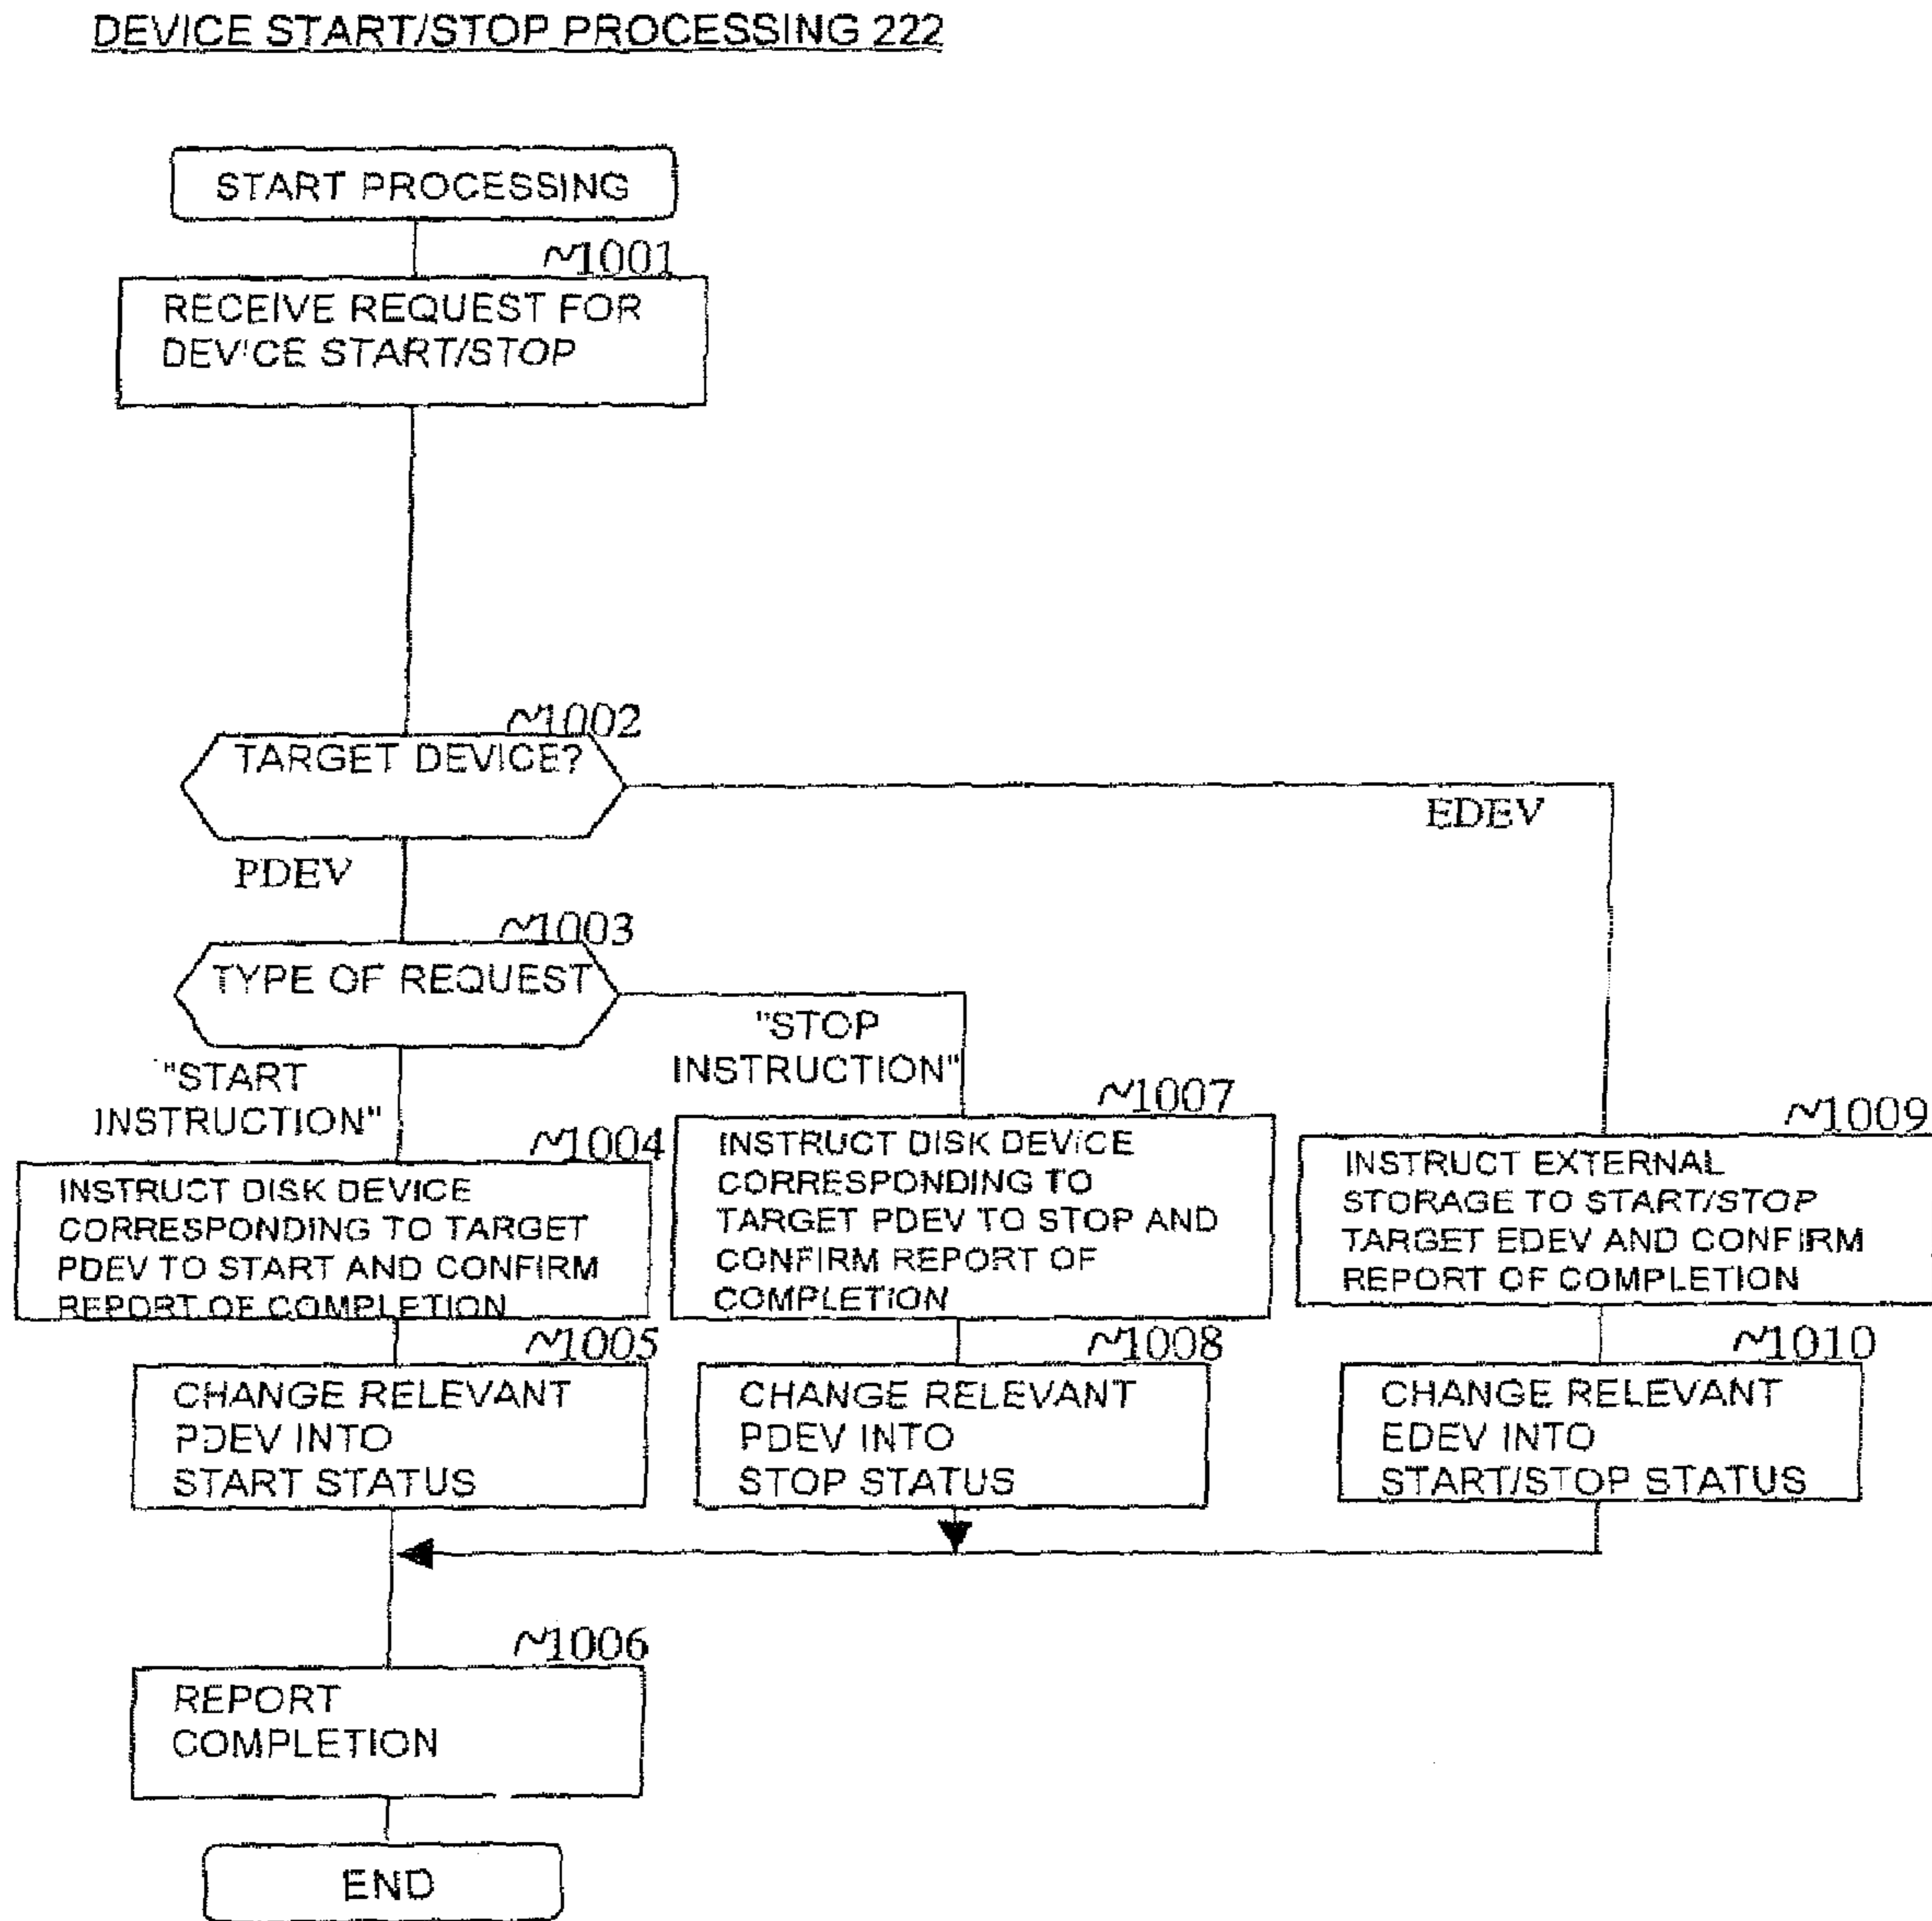 DEVICE START/STOP PROCESSING 222
START PROCESSING
~1001
RECEIVE REQUEST FOR
DEVICE START/STOP
~1002
TARGET DEVICE?
EDEV
PDEV
~1003
TYPE OF REQUEST
"STOP
INSTRUCTION"
"START
INSTRUCTION"
~1004
INSTRUCT DISK DEVICE
CORRESPONDING TO TARGET
PDEV TO START AND CONFIRM
REPORT OF COMPLETION
~1007
INSTRUCT DISK DEVICE
CORRESPONDING TO
TARGET PDEV TO STOP AND
CONFIRM REPORT OF
COMPLETION
~1009
INSTRUCT EXTERNAL
STORAGE TO START/STOP
TARGET EDEV AND CONFIRM
REPORT OF COMPLETION
~1005
CHANGE RELEVANT
PDEV INTO
START STATUS
~1008
CHANGE RELEVANT
PDEV INTO
STOP STATUS
~1010
CHANGE RELEVANT
EDEV INTO
START/STOP STATUS
~1006
REPORT
COMPLETION
END